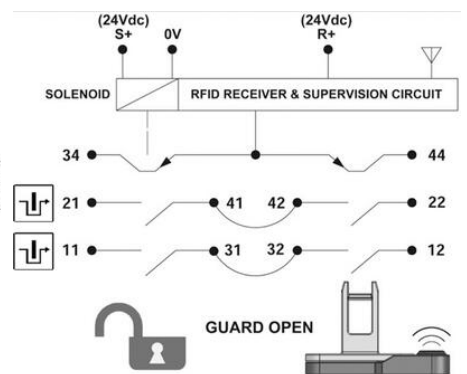 (24Vdc) (24Vdc)
S+ 0V R+
SOLENOID RFID RECEIVER & SUPERVISION CIRCUIT
34 44
21 41 42 22
11 31 32 12
GUARD OPEN